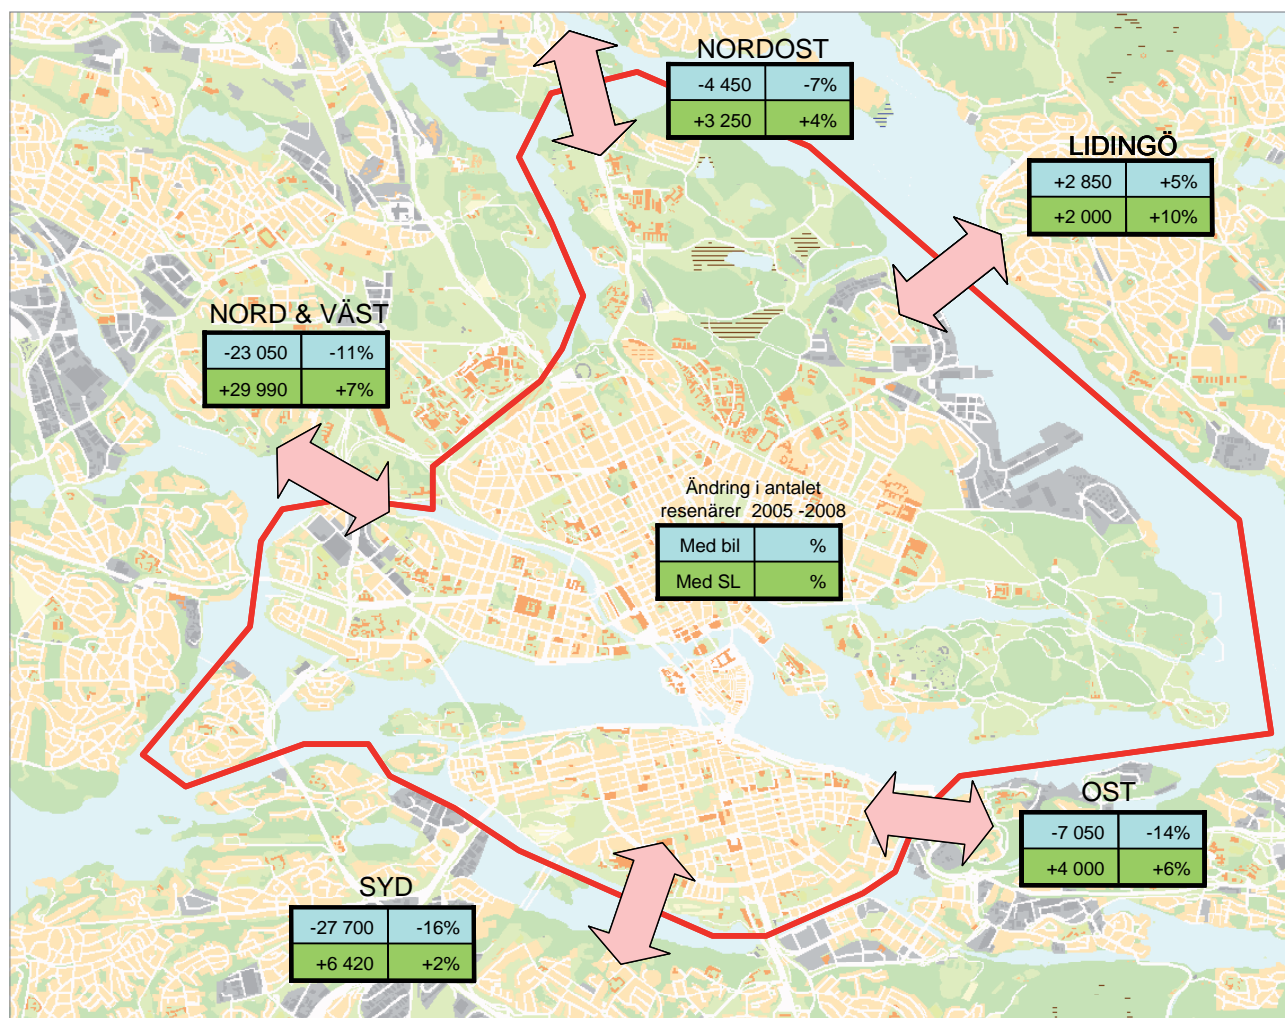 NORDOST
-4 450 -7%
+3 250 +4%
LIDINGÖ
+2 850 +5%
+2 000 +10%
NORD & VÄST
-23 050 -11%
+29 990 +7%
Ändring i antalet
resenärer 2005 -2008
Med bil %
Med SL %
OST
-7 050 -14%
+4 000 +6%
SYD
-27 700 -16%
+6 420 +2%